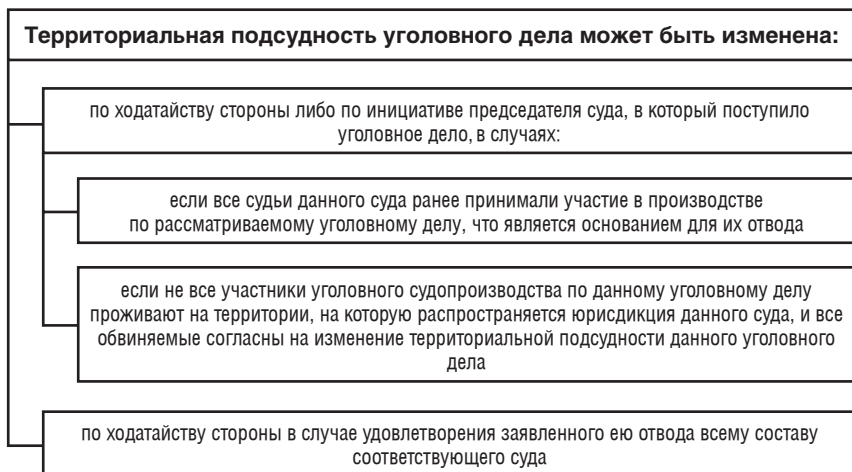 Территориальная подсудность уголовного дела может быть изменена:
по ходатайству стороны либо по инициативе председателя суда, в который поступило
уголовное дело, в случаях:
если все судьи данного суда ранее принимали участие в производстве
по рассматриваемому уголовному делу, что является основанием для их отвода
если не все участники уголовного судопроизводства по данному уголовному делу
проживают на территории, на которую распространяется юрисдикция данного суда, и все
обвиняемые согласны на изменение территориальной подсудности данного уголовного
дела
по ходатайству стороны в случае удовлетворения заявленного ею отвода всему составу
соответствующего суда